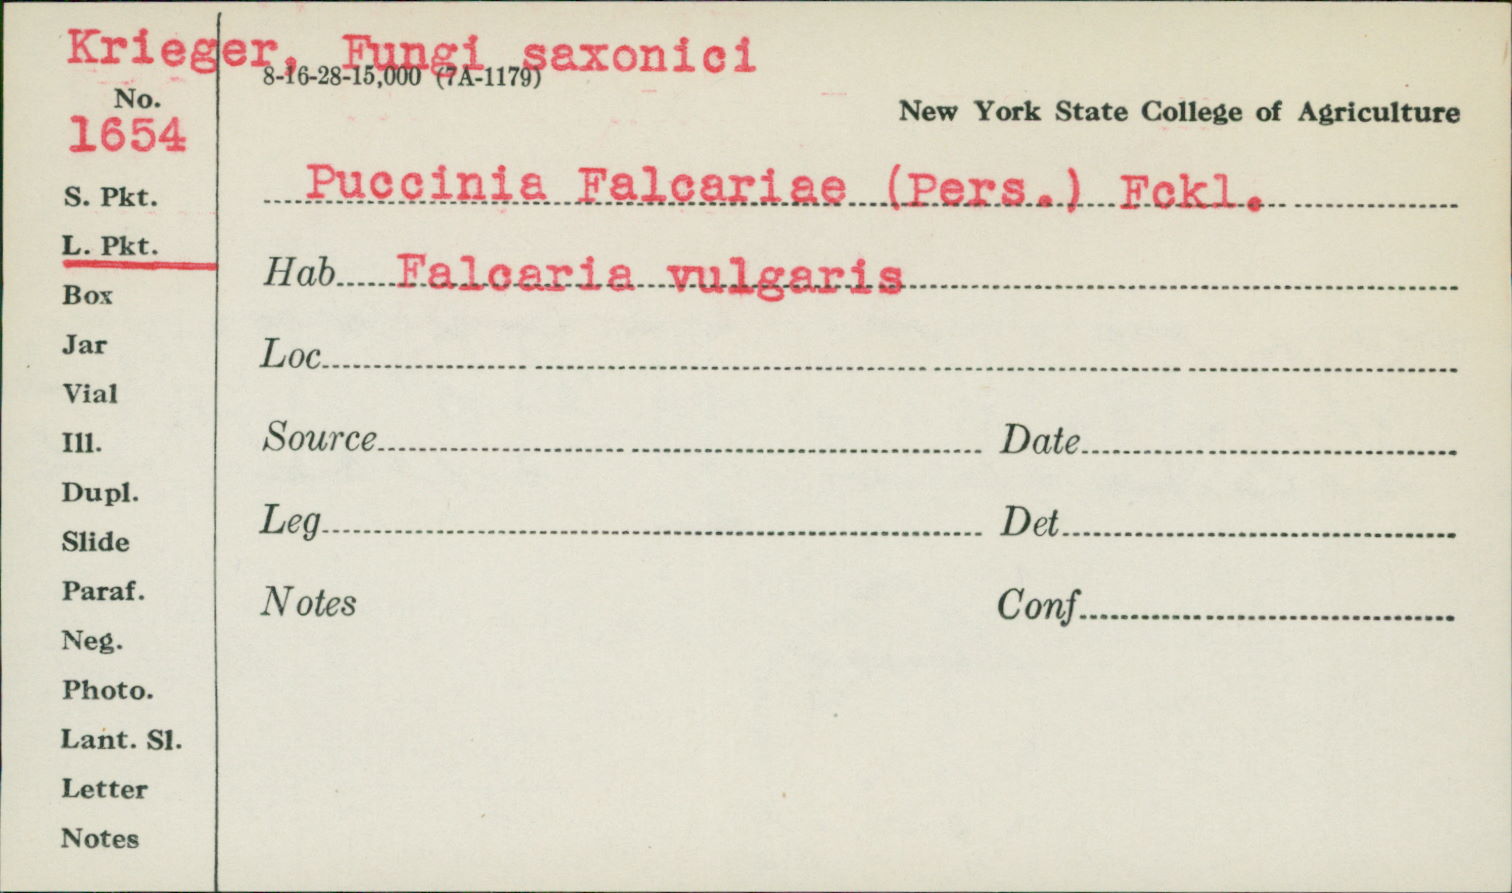 Krieger, Fungi saxonici
8-16-28-15,000 (7A-1179)
No.
1654
New York State College of Agriculture
Puccinia Falcariae (Pers.) Fckl.
S. Pkt.
L. Pkt.
Hab. Falcaria vulgaris
Box
Jar
Loc.
Vial
Ill.
Source
Date
Dupl.
Leg
Det
Slide
Paraf.
Notes
Conf
Neg.
Photo.
Lant. Sl.
Letter
Notes